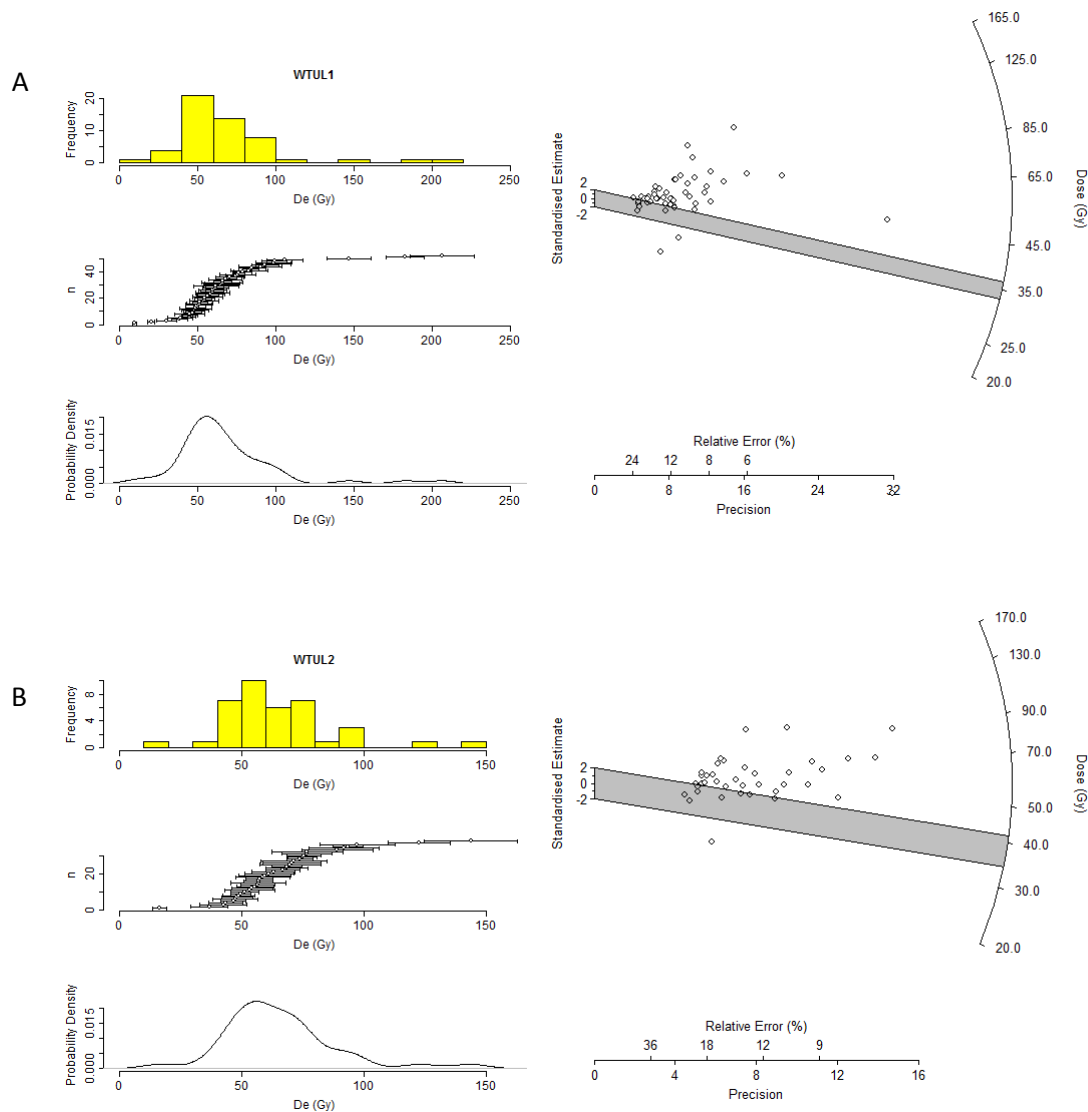 A
WTUL1
Frequency
0 10 20
0 50 100 150 200 250
De (Gy)
n
0 20 40
0 50 100 150 200 250
De (Gy)
Probability Density
0.000 0.015
0 50 100 150 200 250
De (Gy)
Standardised Estimate
2
0
-2
165.0
125.0
85.0
65.0
45.0
35.0
25.0
20.0
Dose (Gy)
Relative Error (%)
24 12 8 6
0 8 16 24 32
Precision
B
WTUL2
Frequency
0 4 8
0 50 100 150
De (Gy)
n
0 20
0 50 100 150
De (Gy)
Probability Density
0.000 0.015
0 50 100 150
De (Gy)
Standardised Estimate
2
0
-2
170.0
130.0
90.0
70.0
50.0
40.0
30.0
20.0
Dose (Gy)
Relative Error (%)
36 18 12 9
0 4 8 12 16
Precision